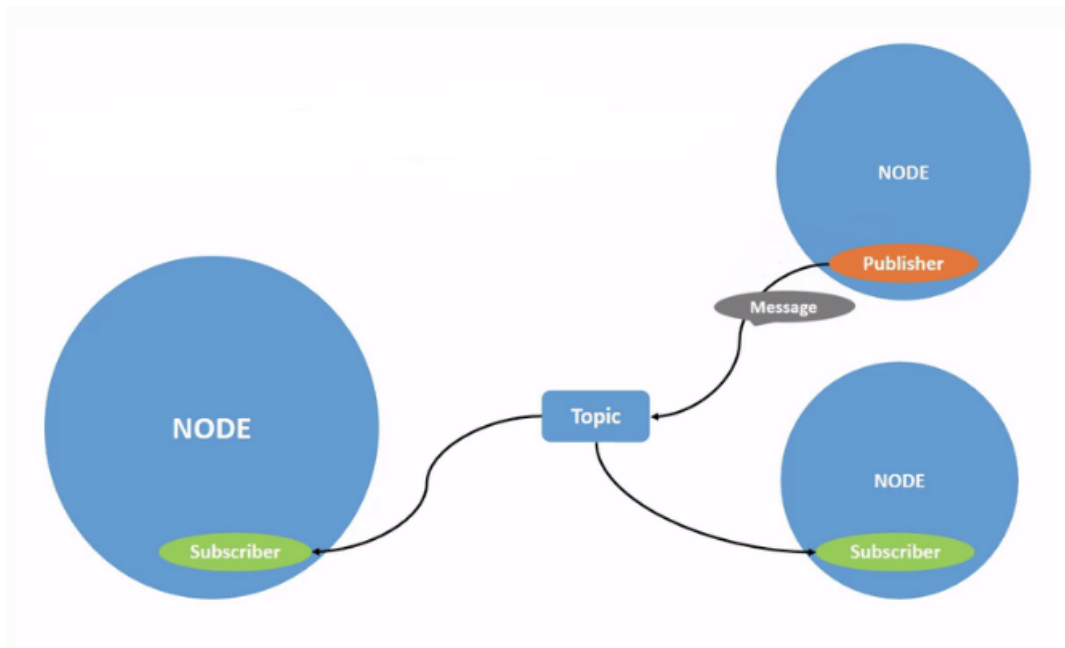 NODE
Publisher
Message
Topic
NODE
Subscriber
NODE
Subscriber